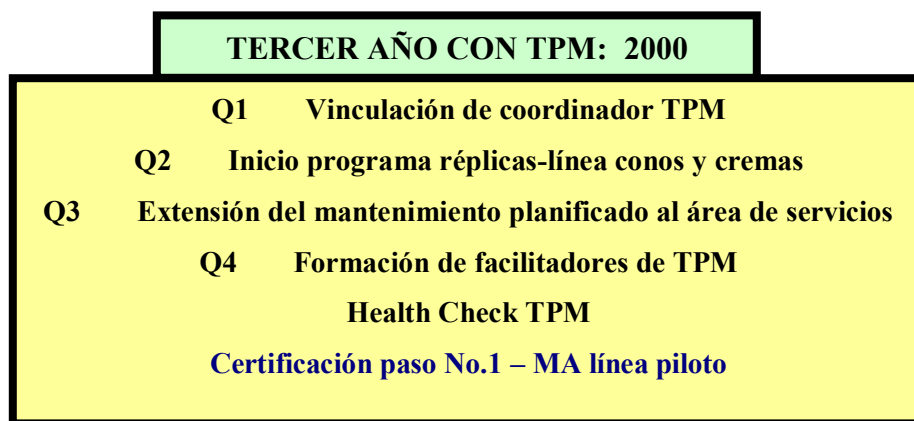 TERCER AÑO CON TPM: 2000
Q1 Vinculación de coordinador TPM
Q2 Inicio programa réplicas-línea conos y cremas
Q3 Extensión del mantenimiento planificado al área de servicios
Q4 Formación de facilitadores de TPM
Health Check TPM
Certificación paso No.1 – MA línea piloto